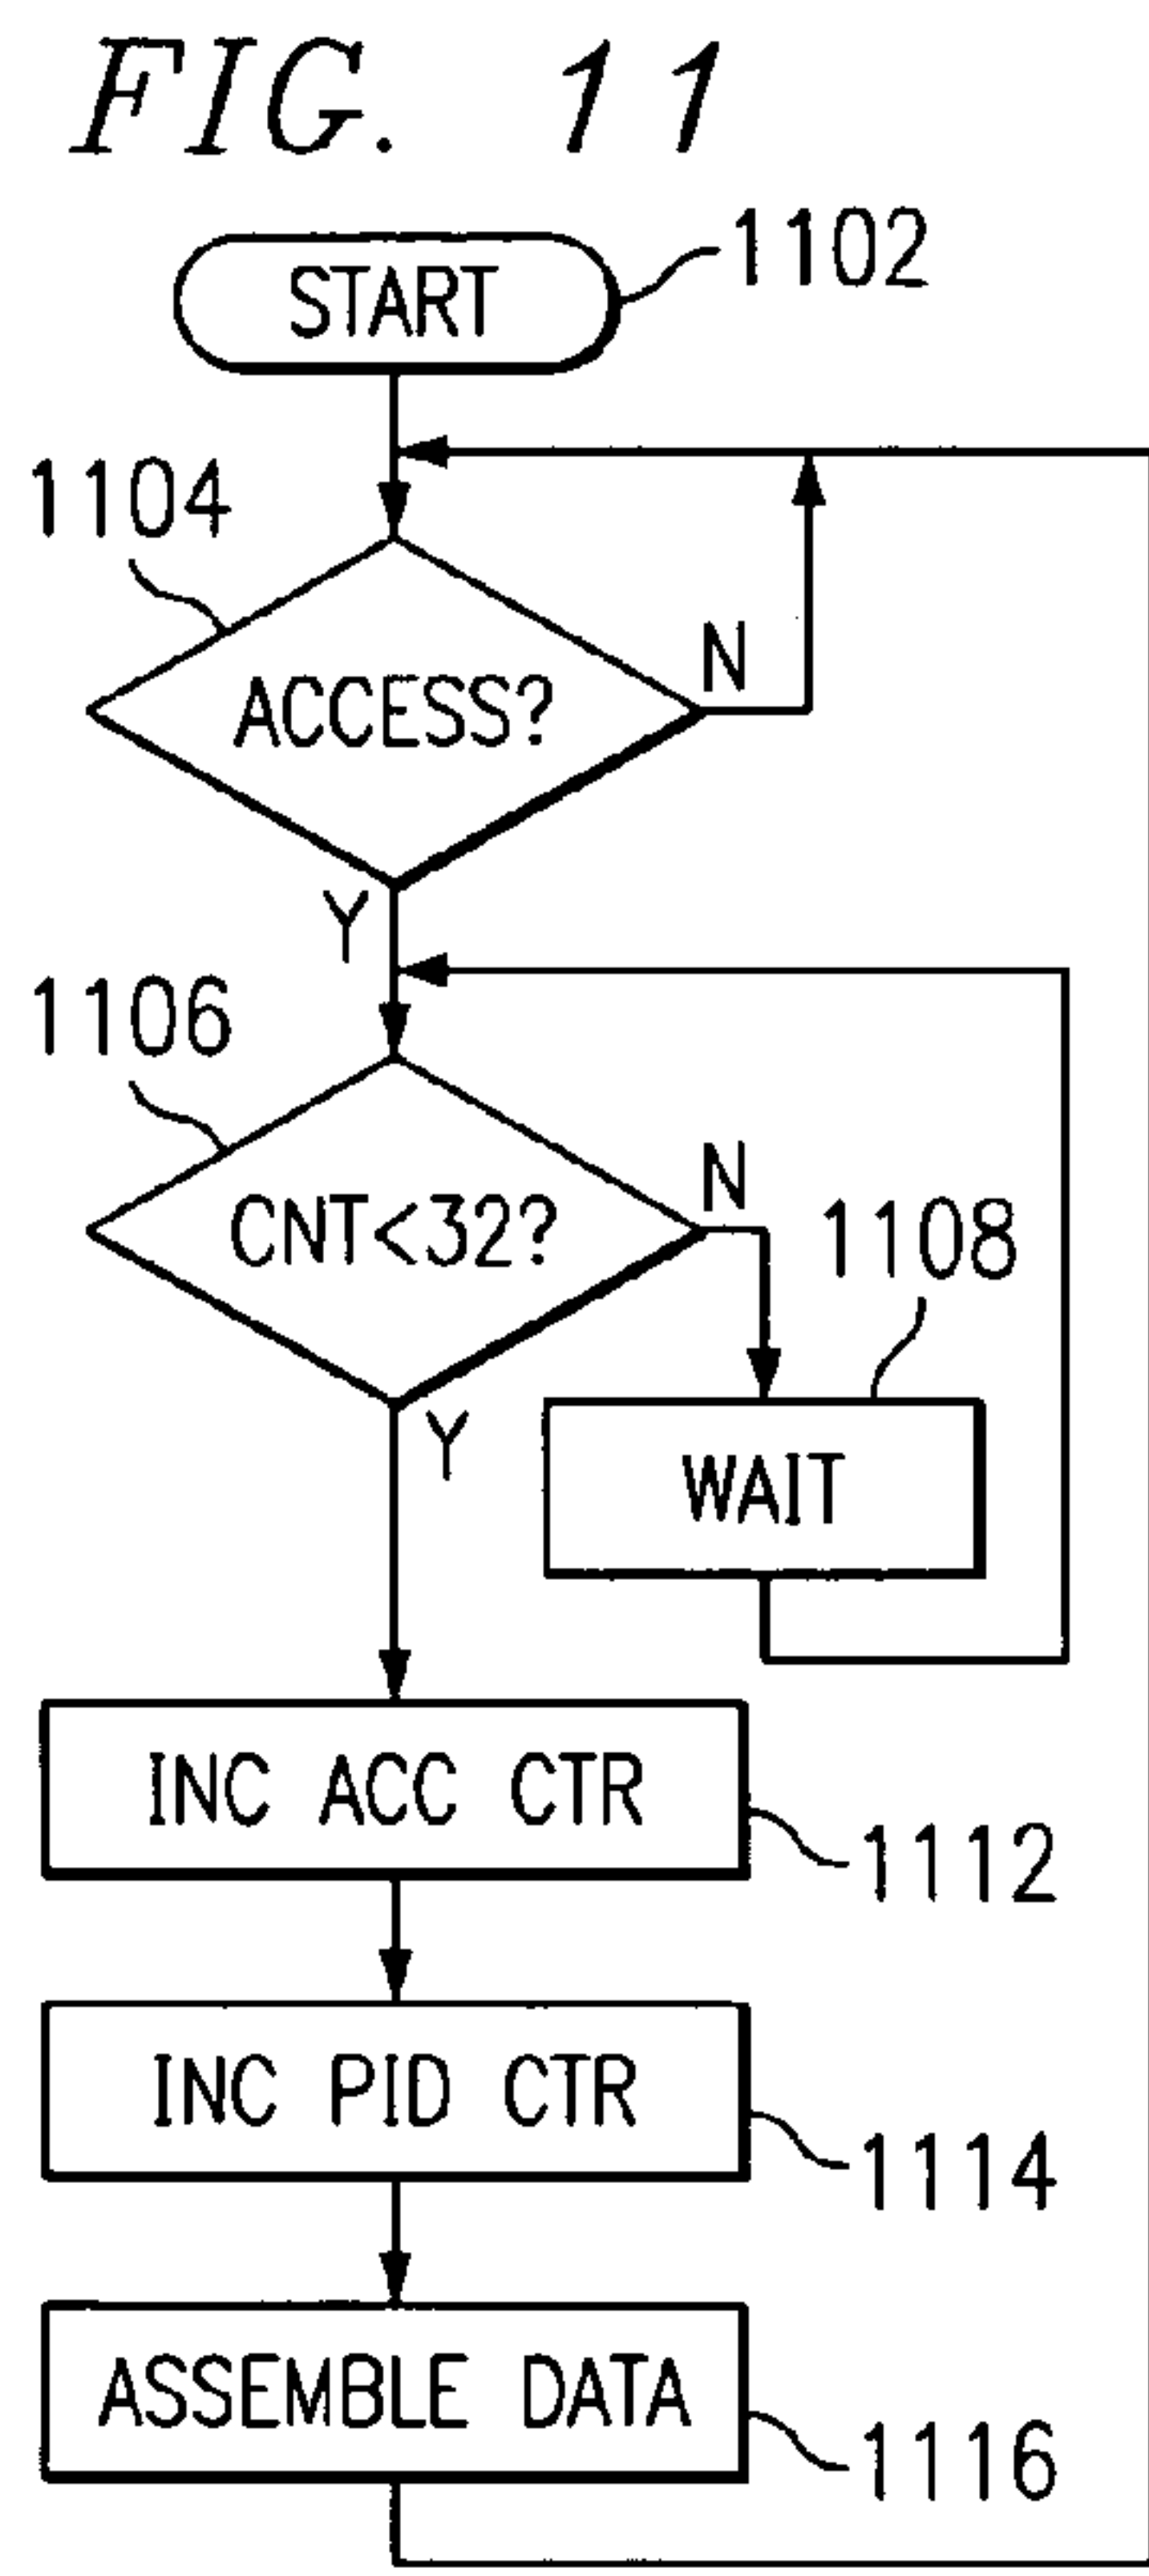 FIG. 11
START
1102
1104
ACCESS?
N
Y
1106
CNT<32?
N
1108
Y
WAIT
INC ACC CTR
1112
INC PID CTR
1114
ASSEMBLE DATA
1116